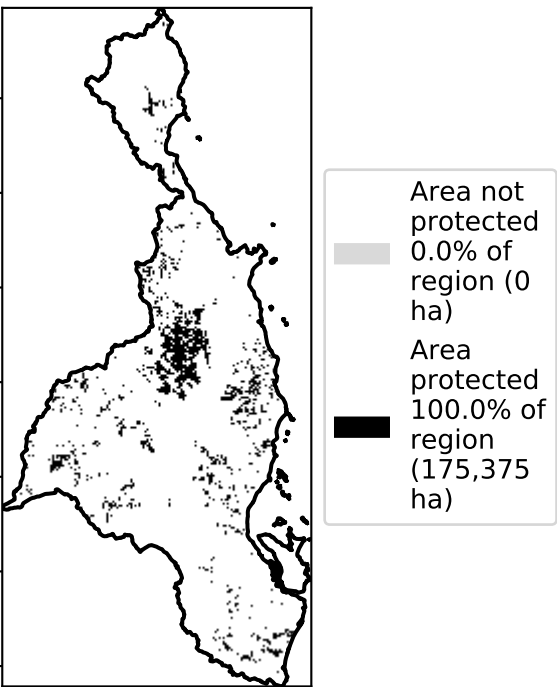 Area not
protected
0.0% of
region (0
ha)
Area
protected
100.0% of
region
(175,375
ha)